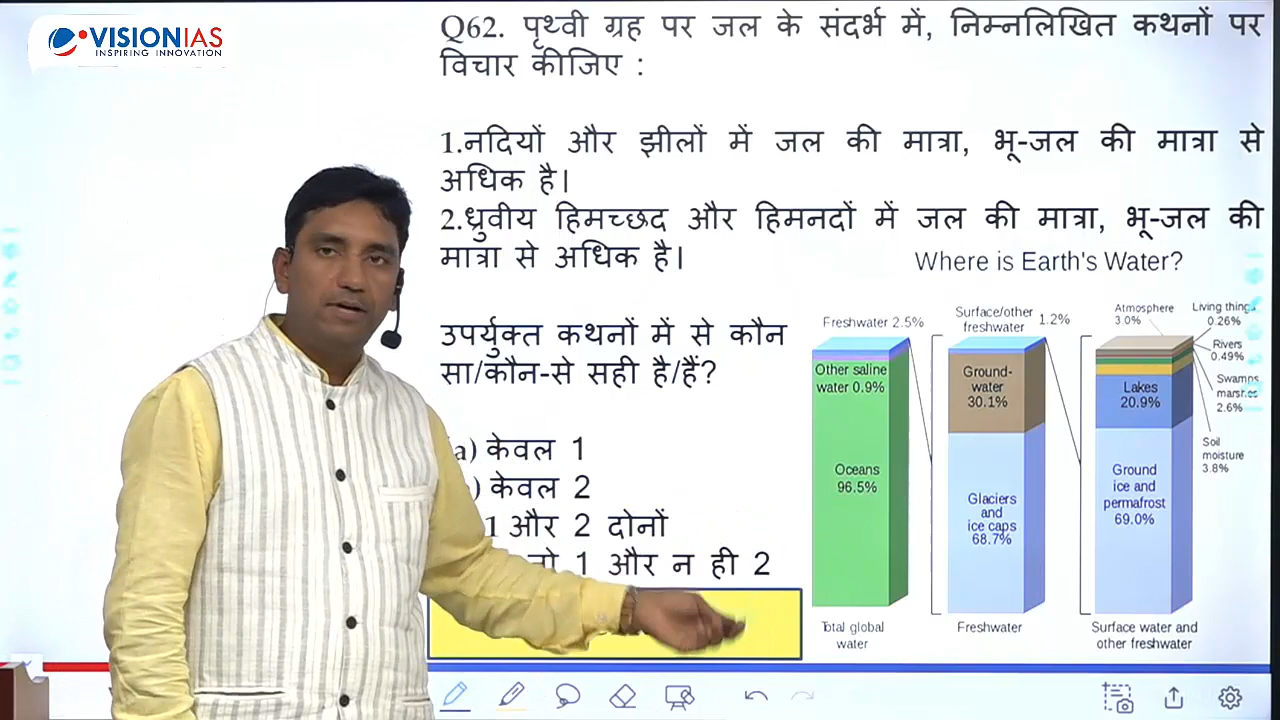 VISIONIAS
INSPIRING INNOVATION
Q62. पृथ्वी ग्रह पर जल के संदर्भ में, निम्नलिखित कथनों पर
विचार कीजिए :
1.नदियों और झीलों में जल की मात्रा, भू-जल की मात्रा से
अधिक है।
2.ध्रुवीय हिमच्छद और हिमनदों में जल की मात्रा, भू-जल की
मात्रा से अधिक है।
उपर्युक्त कथनों में से कौन
सा/कौन-से सही है/हैं?
a) केवल 1
) केवल 2
1 और 2 दोनों
1 और न ही 2
Where is Earth's Water?
Freshwater 2.5%
Other saline
water 0.9%
Oceans
96.5%
Total global
water
Surface/other
freshwater 1.2%
Ground-
water
30.1%
Glaciers
and
ice caps
68.7%
Freshwater
Atmosphere
3.0%
Living things
0.26%
Rivers
0.49%
Swamps,
marshes
2.6%
Soil
moisture
3.8%
Lakes
20.9%
Ground
ice and
permafrost
69.0%
Surface water and
other freshwater